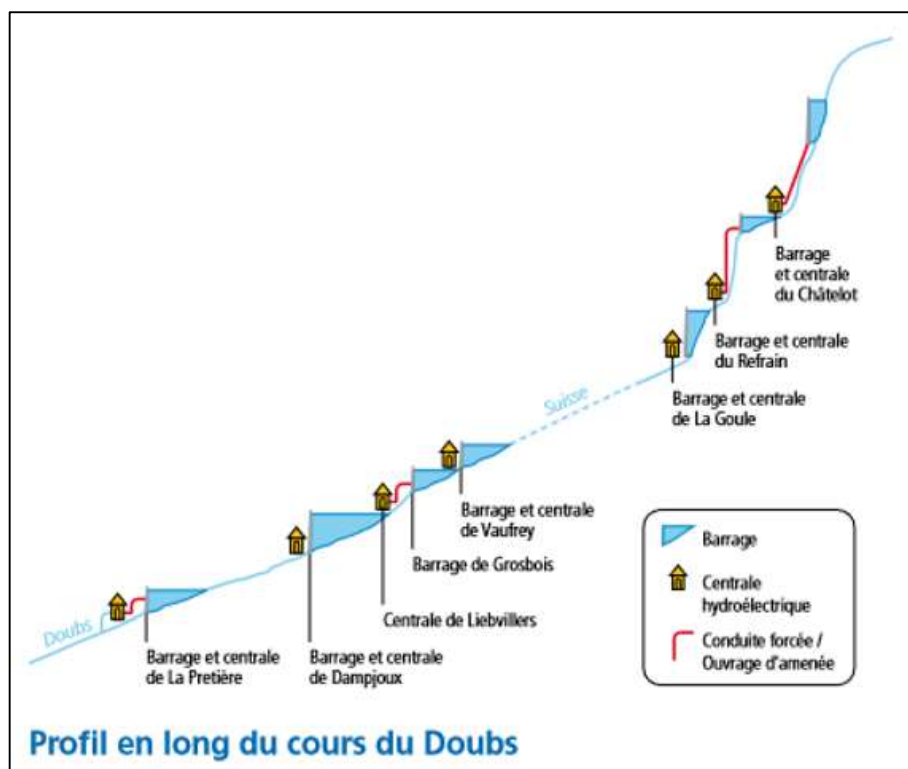 Barrage
et centrale
du Châtelot
Barrage et centrale
du Refrain
Barrage et centrale
de La Goule
Suisse
Barrage et centrale
de Vaufrey
Barrage de Grosbois
Centrale de Liebvillers
Barrage et centrale
de Dampjoux
Barrage et centrale
de La Pretière
Doubs
Barrage
Centrale
hydroélectrique
Conduite forcée /
Ouvrage d'amenée
Profil en long du cours du Doubs